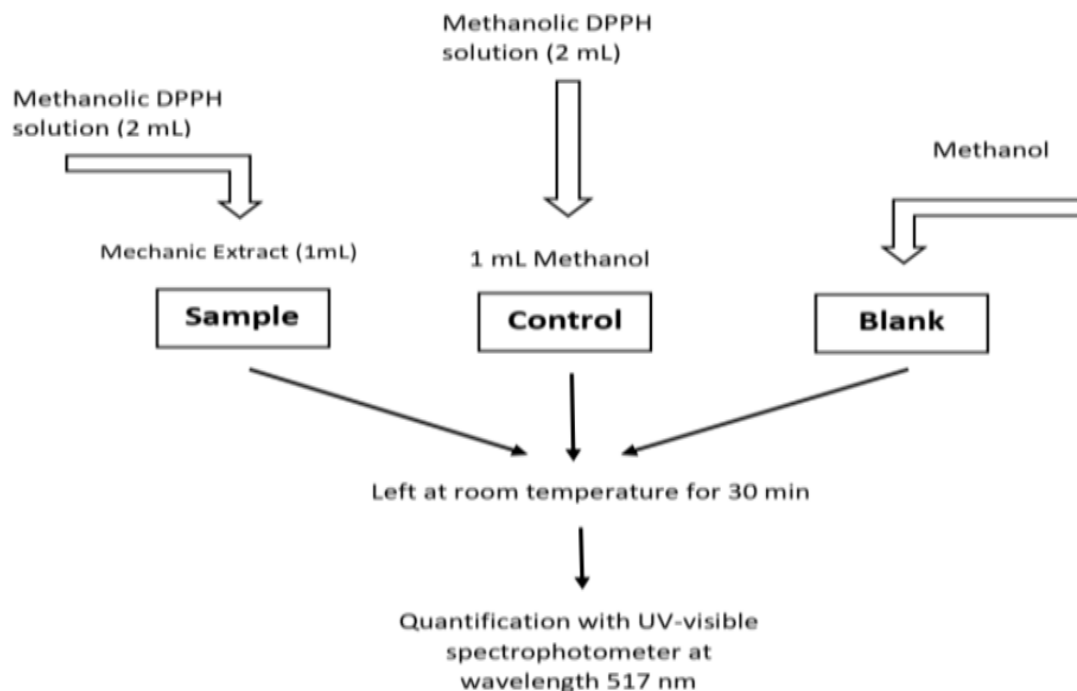 Methanolic DPPH
solution (2 mL)
Methanolic DPPH
solution (2 mL)
Methanol
Mechanic Extract (1mL)
1 mL Methanol
Sample
Control
Blank
Left at room temperature for 30 min
Quantification with UV-visible
spectrophotometer at
wavelength 517 nm